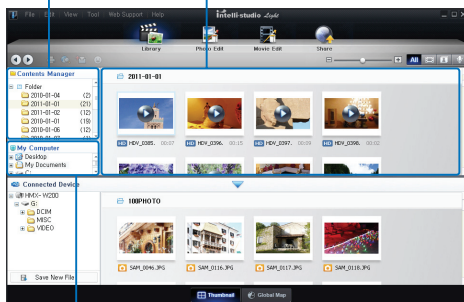 File Edit View Tool Web Support Help
Intelli-studio Light
Library Photo Edit Movie Edit Share
All
Contents Manager
Folder
2010-01-04 (2)
2011-01-01 (21)
2011-01-02 (12)
2010-01-01 (19)
2010-01-06 (12)
My Computer
Desktop
My Documents
2011-01-01
HD HDV_0385. 00:07 HD HDV_0396. 00:15 HD HDV_0397. 00:09 HD HDV_0398. 00:02
Connected Device
HMX-W200
G:
DCIM
MISC
VIDEO
100PHOTO
SAM_0046.JPG SAM_0116.JPG SAM_0117.JPG SAM_0118.JPG
Save New File
Thumbnail Global Map